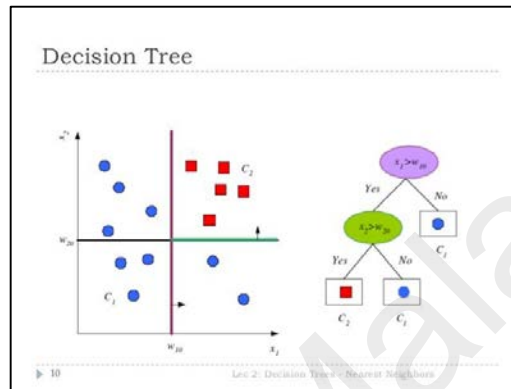 Decision Tree
x₂
C₂
w₂₀
C₁
w₁₀
x₁
x₁>w₁₀
Yes
No
x₂>w₂₀
C₁
Yes
No
C₂
C₁
10
Lec 2: Decision Trees - Nearest Neighbors
Mala